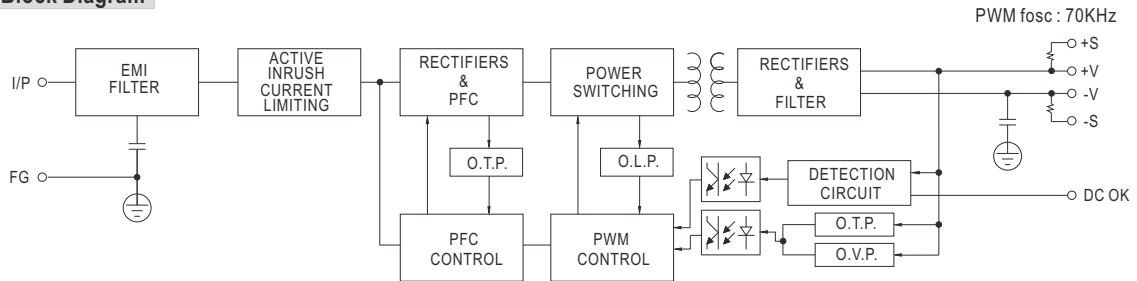 Block Diagram
PWM fosc : 70KHz
I/P
EMI
FILTER
ACTIVE
INRUSH
CURRENT
LIMITING
RECTIFIERS
&
PFC
POWER
SWITCHING
RECTIFIERS
&
FILTER
+S
+V
-V
-S
FG
O.T.P.
O.L.P.
DETECTION
CIRCUIT
DC OK
PFC
CONTROL
PWM
CONTROL
O.T.P.
O.V.P.